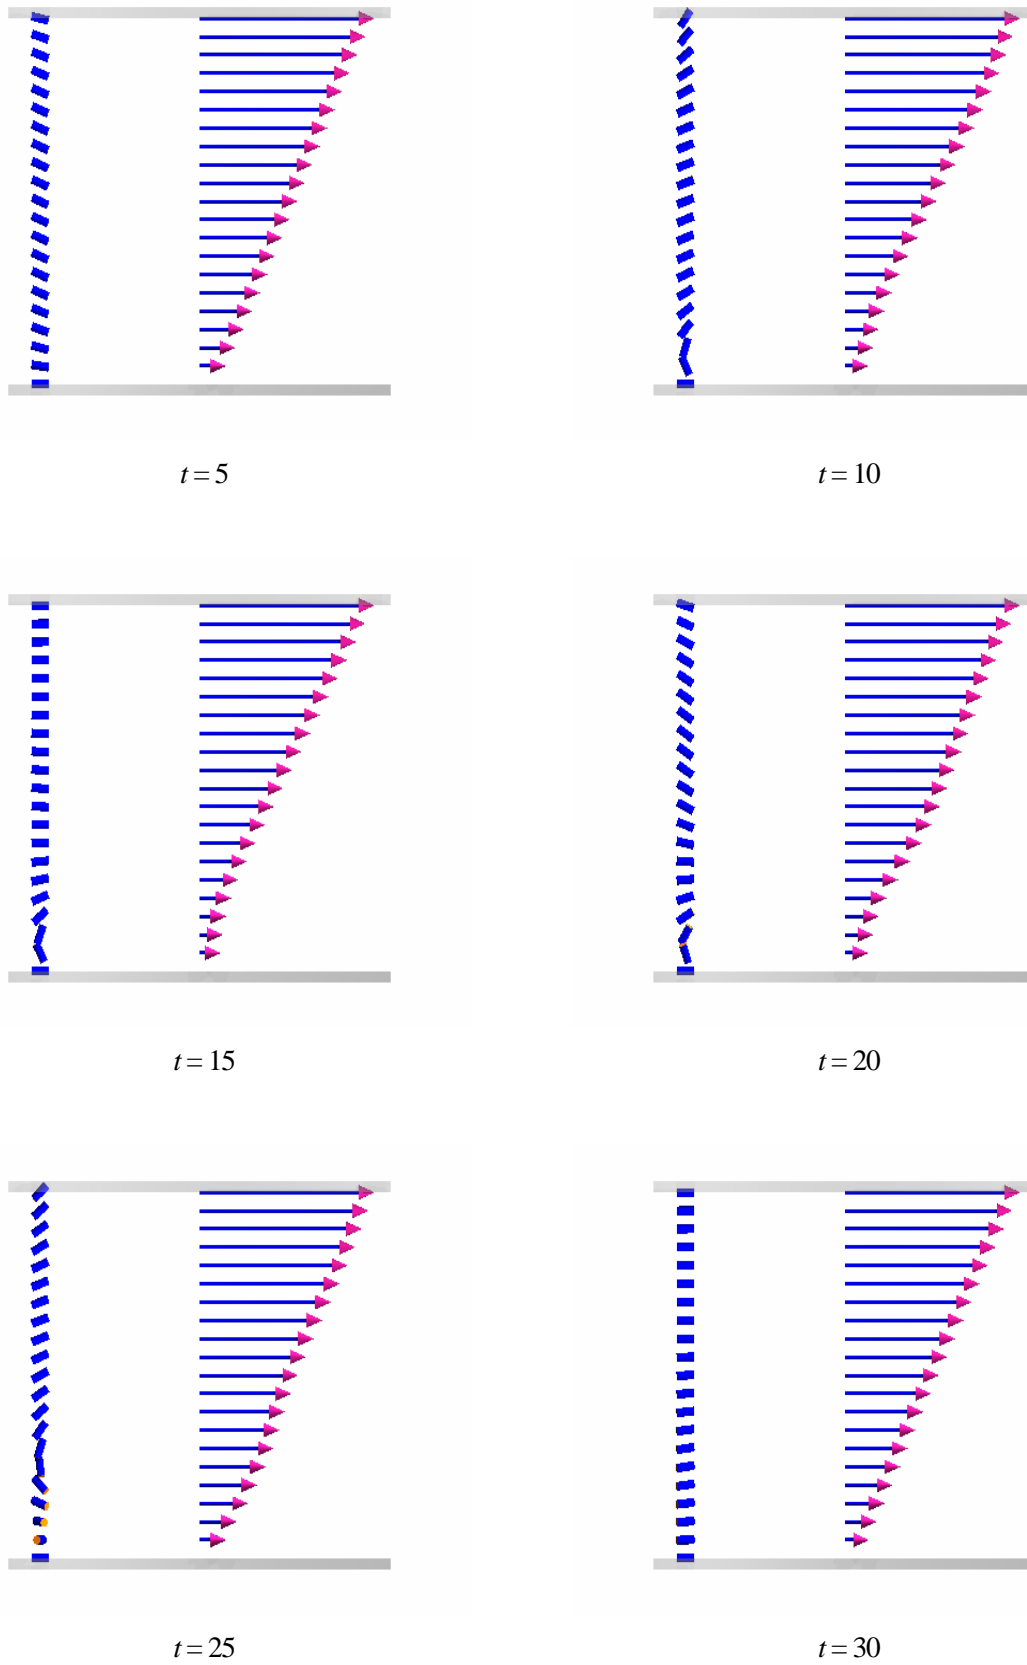 t = 5
t = 10
t = 15
t = 20
t = 25
t = 30